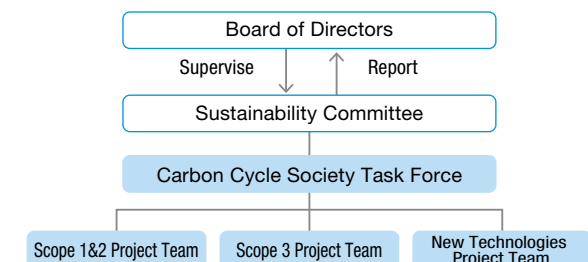 Board of Directors
Supervise
Report
Sustainability Committee
Carbon Cycle Society Task Force
Scope 1&2 Project Team
Scope 3 Project Team
New Technologies
Project Team